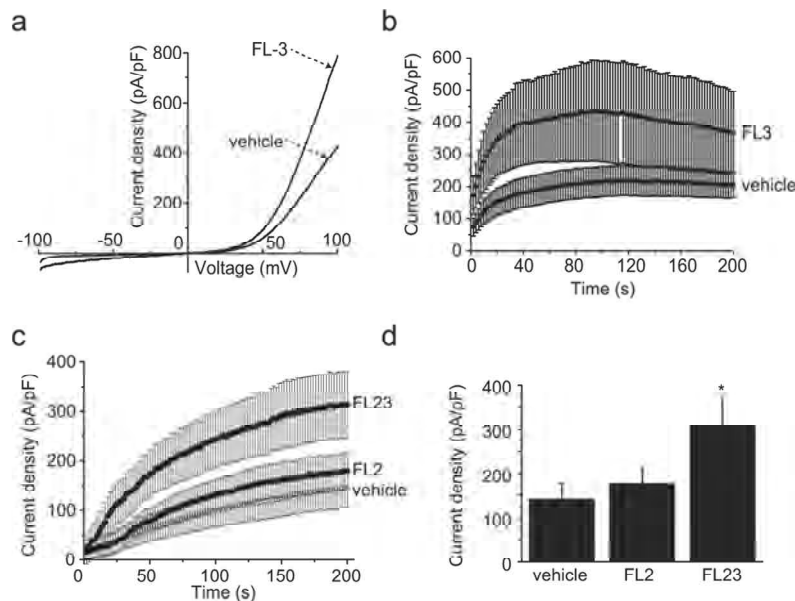 a
800
FL-3
600
vehicle
400
200
Current density (pA/pF)
-100
-50
0
50
100
Voltage (mV)
b
600
500
400
300
200
100
0
Current density (pA/pF)
FL3
vehicle
0
40
80
120
160
200
Time (s)
c
400
300
200
100
0
Current density (pA/pF)
FL23
FL2
vehicle
0
50
100
150
200
Time (s)
d
400
300
200
100
Current density (pA/pF)
*
vehicle
FL2
FL23